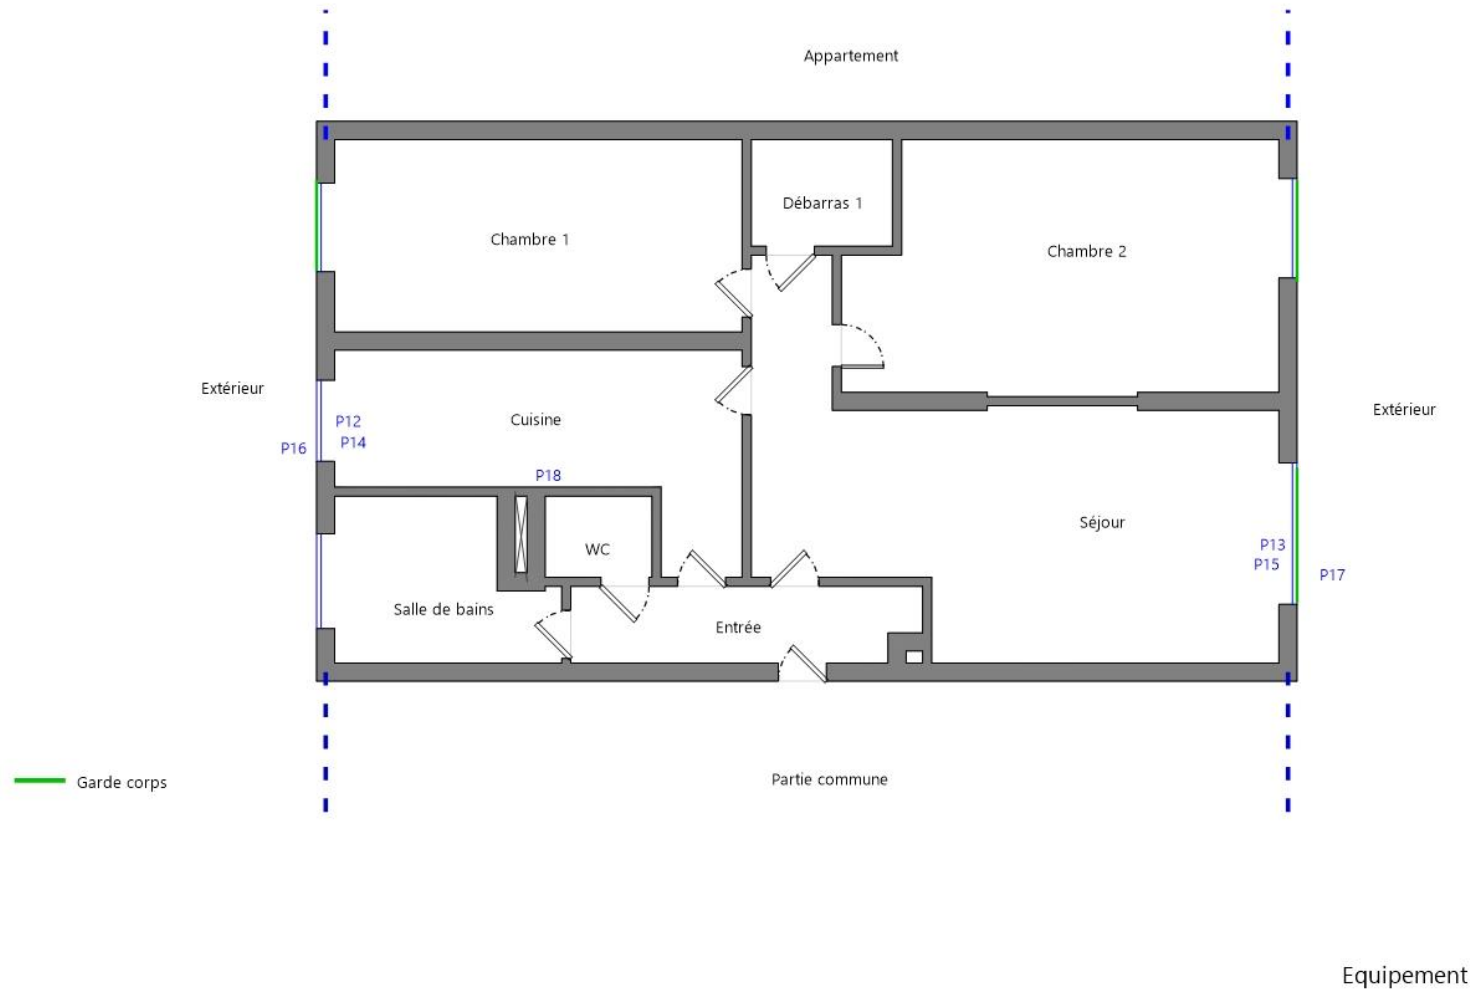 Appartement
Débarras 1
Chambre 1
Chambre 2
Extérieur
Extérieur
Cuisine
P12
P14
P16
P18
Séjour
P13
P15
P17
WC
Salle de bains
Entrée
Garde corps
Partie commune
Equipement